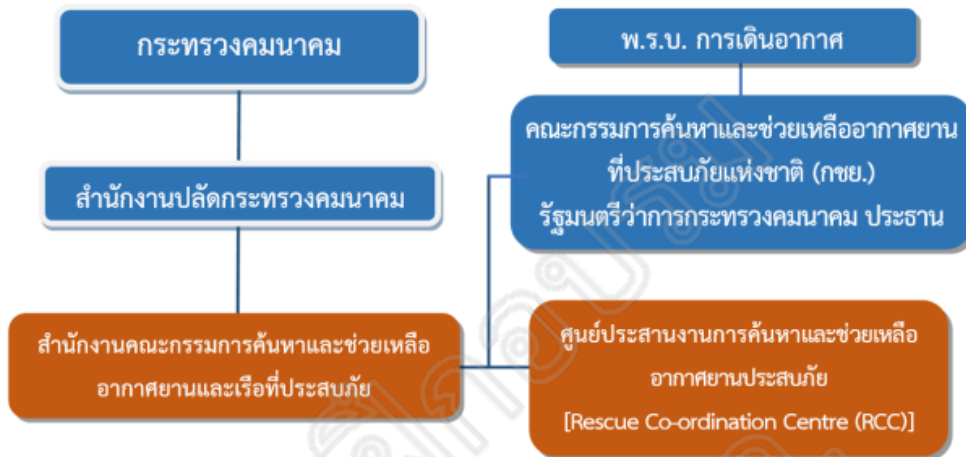 กระทรวงคมนาคม
สำนักงานปลัดกระทรวงคมนาคม
สำนักงานคณะกรรมการค้นหาและช่วยเหลือ
อากาศยานและเรือที่ประสบภัย
พ.ร.บ. การเดินอากาศ
คณะกรรมการค้นหาและช่วยเหลืออากาศยาน
ที่ประสบภัยแห่งชาติ (กชย.)
รัฐมนตรีว่าการกระทรวงคมนาคม ประธาน
ศูนย์ประสานงานการค้นหาและช่วยเหลือ
อากาศยานประสบภัย
[Rescue Co-ordination Centre (RCC)]